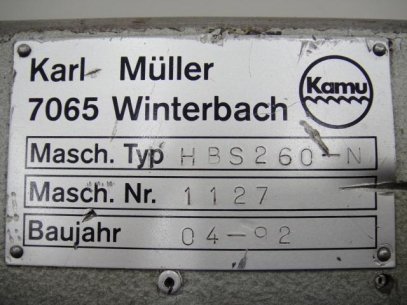 Karl Müller
7065 Winterbach
Kamu
Masch. Typ HBS260-N
Masch. Nr. 1127
Baujahr 04-92